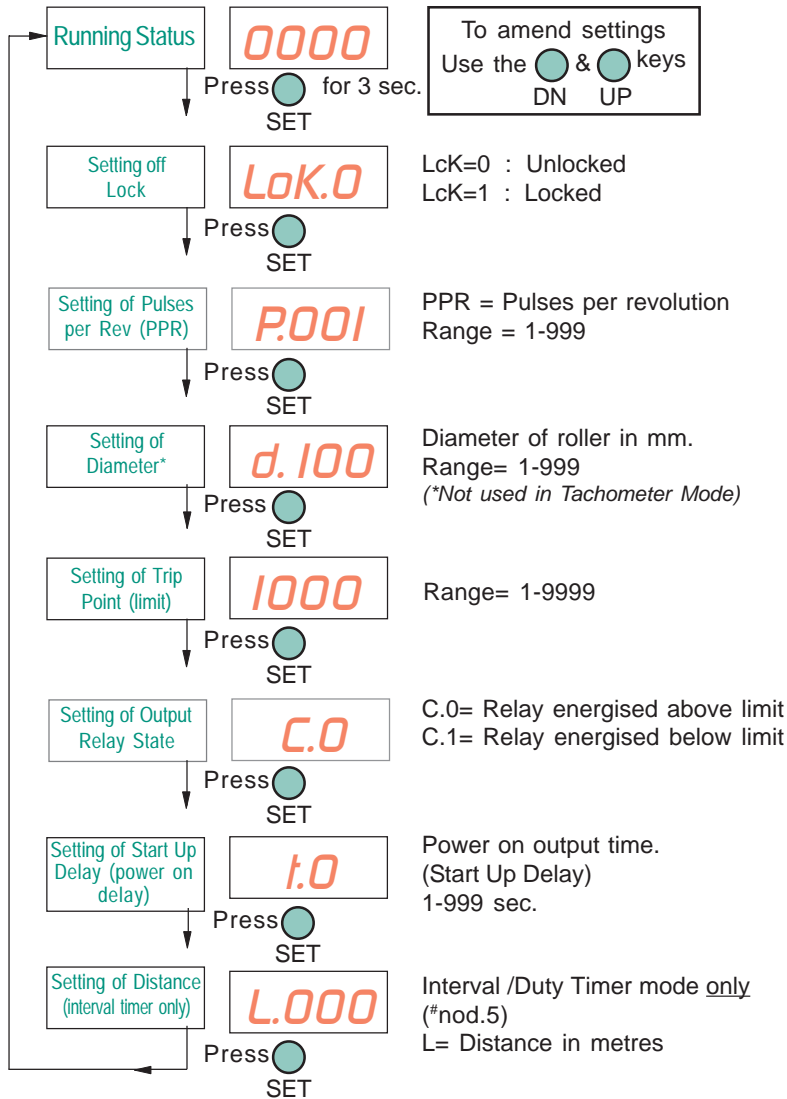 Running Status
0000
To amend settings
Use the & keys
DN UP
Press for 3 sec.
SET
Setting off
Lock
LoK.0
LcK=0 : Unlocked
LcK=1 : Locked
Press
SET
Setting of Pulses
per Rev (PPR)
P.001
PPR = Pulses per revolution
Range = 1-999
Press
SET
Setting of
Diameter*
d.100
Diameter of roller in mm.
Range= 1-999
(*Not used in Tachometer Mode)
Press
SET
Setting of Trip
Point (limit)
1000
Range= 1-9999
Press
SET
Setting of Output
Relay State
C.0
C.0= Relay energised above limit
C.1= Relay energised below limit
Press
SET
Setting of Start Up
Delay (power on
delay)
t.0
Power on output time.
(Start Up Delay)
1-999 sec.
Press
SET
Setting of Distance
(interval timer only)
L.000
Interval /Duty Timer mode only
(#nod.5)
L= Distance in metres
Press
SET